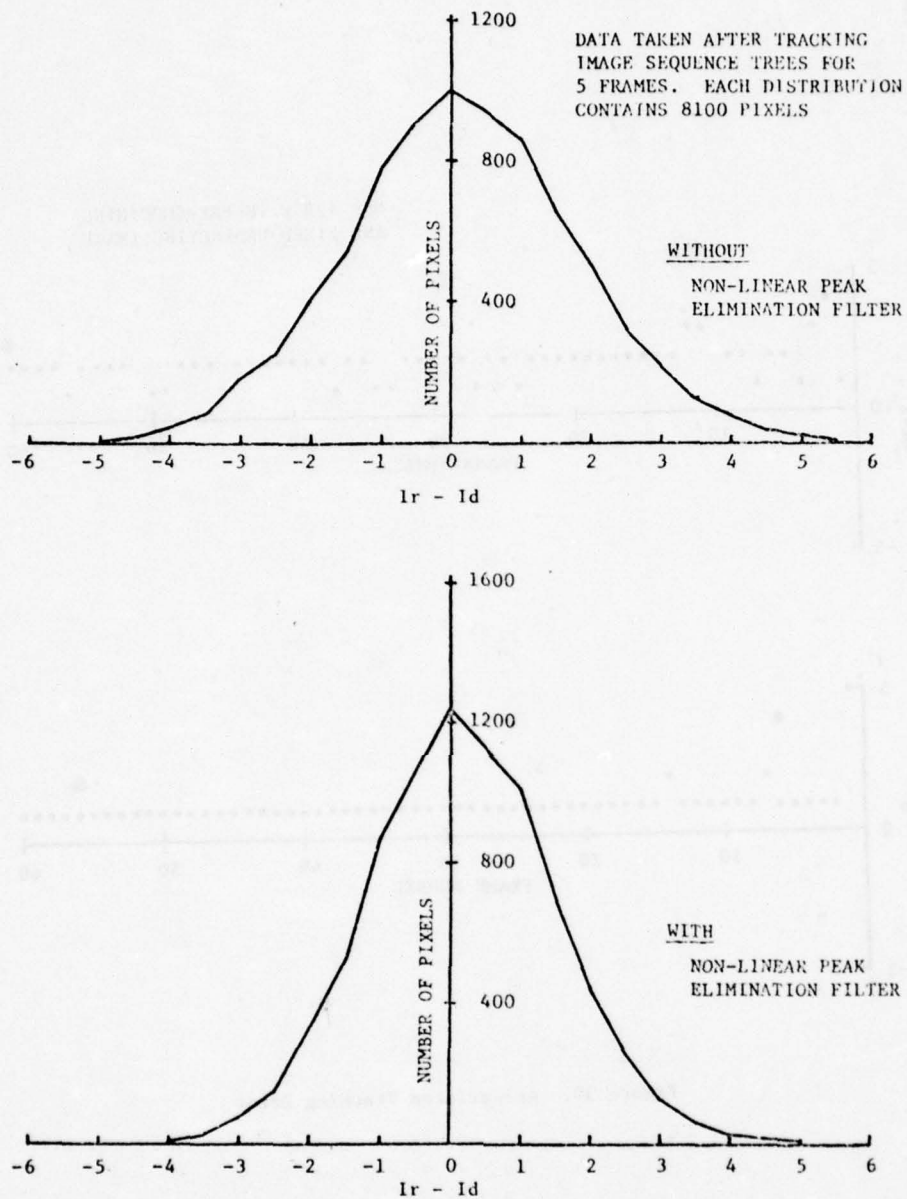 1200
DATA TAKEN AFTER TRACKING
IMAGE SEQUENCE TREES FOR
5 FRAMES. EACH DISTRIBUTION
CONTAINS 8100 PIXELS
800
NUMBER OF PIXELS
WITHOUT
NON-LINEAR PEAK
ELIMINATION FILTER
400
-6 -5 -4 -3 -2 -1 0 1 2 3 4 5 6
Ir - Id
1600
1200
800
NUMBER OF PIXELS
WITH
NON-LINEAR PEAK
ELIMINATION FILTER
400
-6 -5 -4 -3 -2 -1 0 1 2 3 4 5 6
Ir - Id